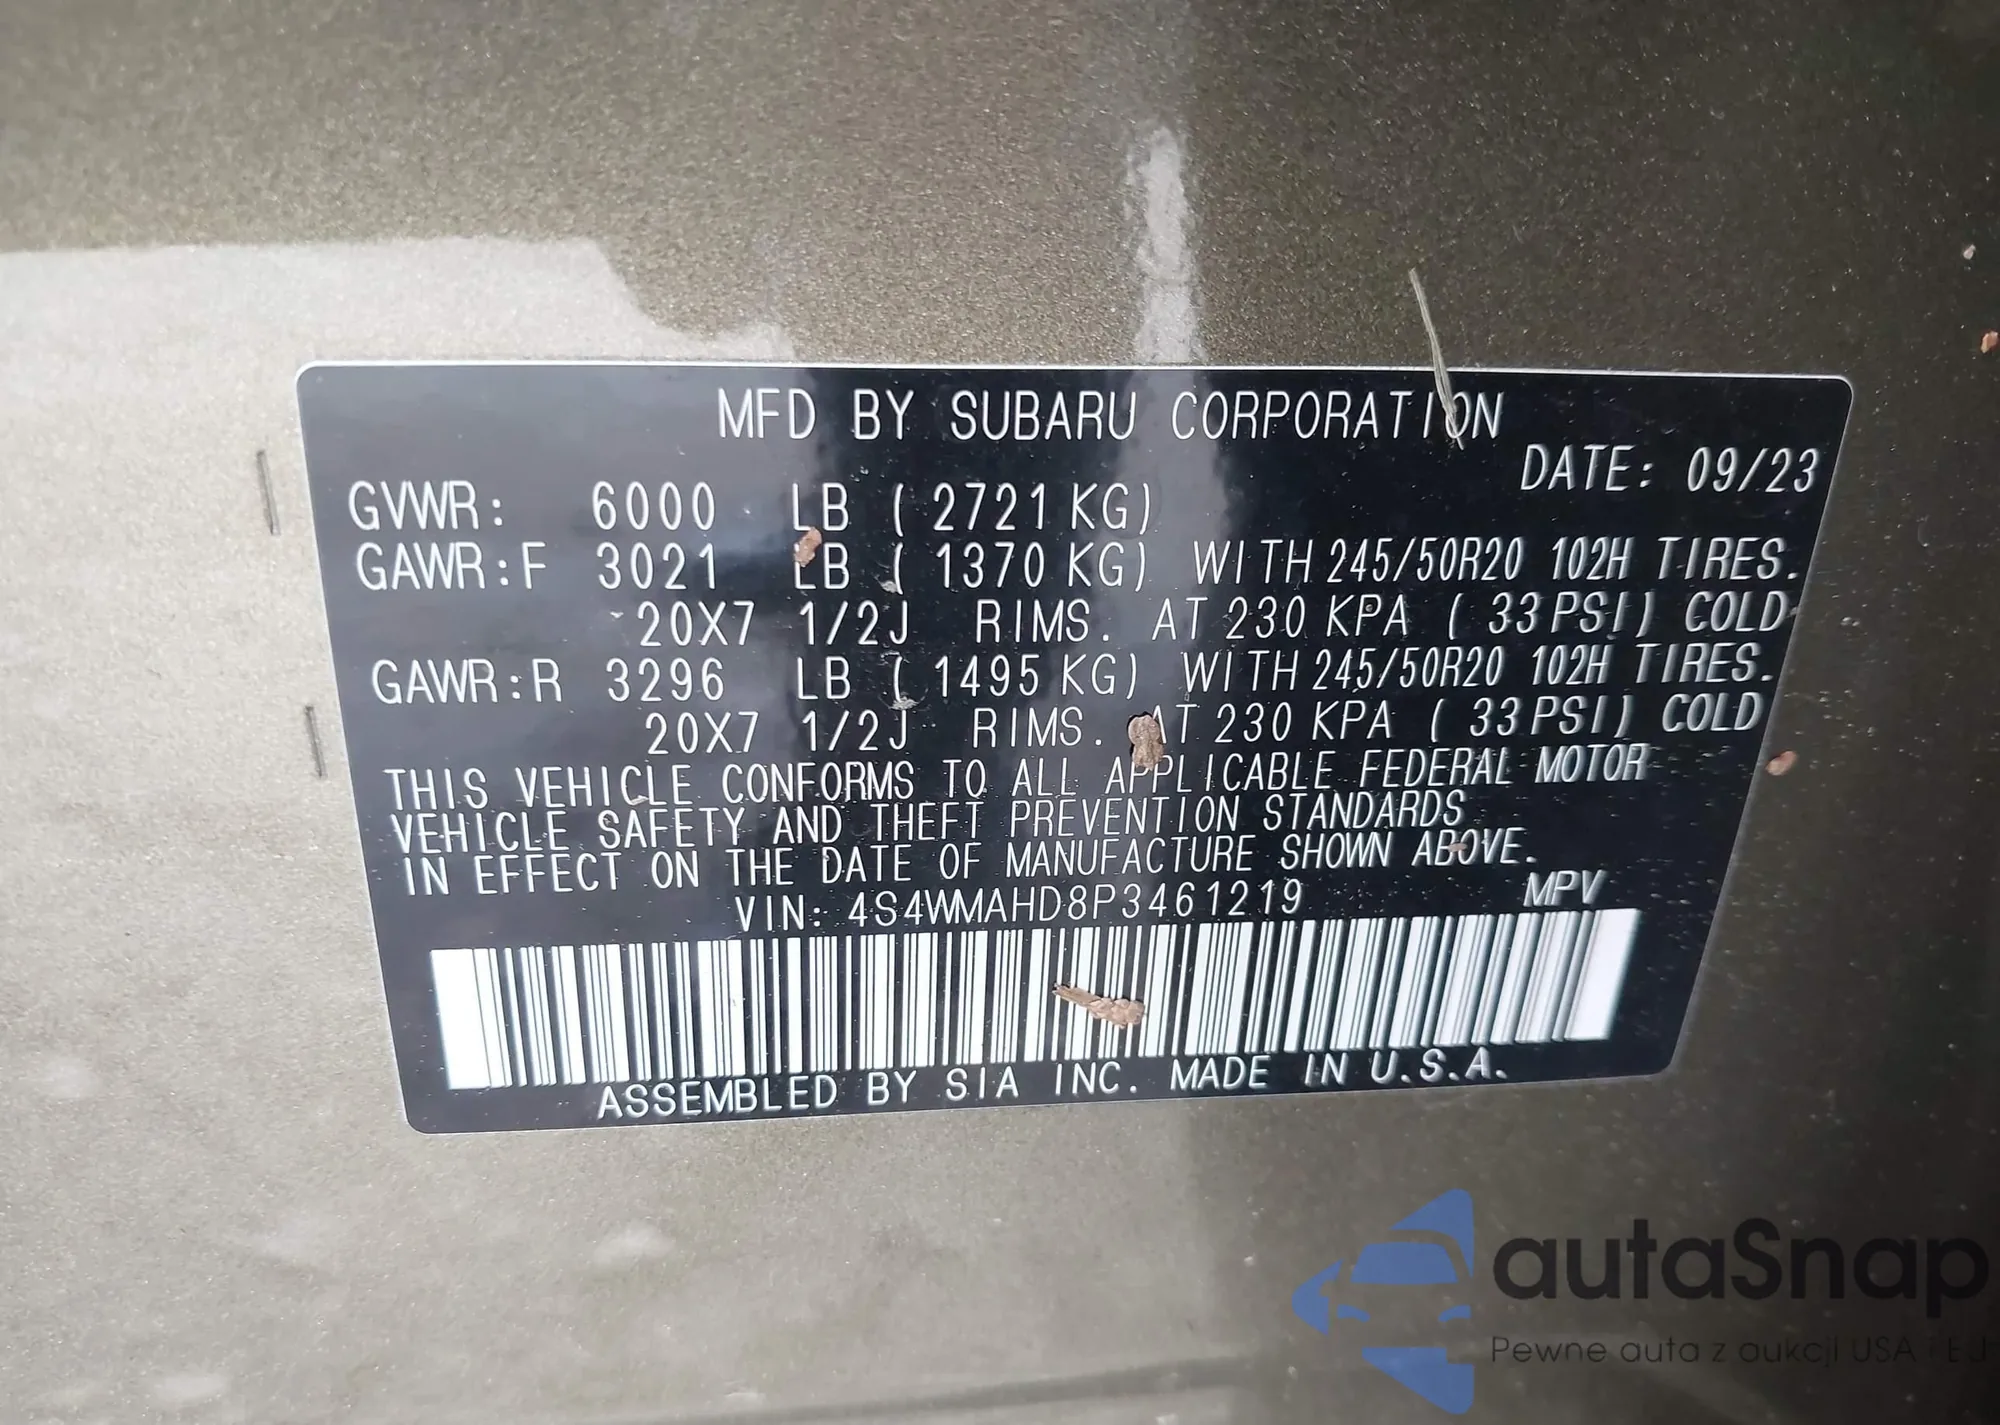 MFD BY SUBARU CORPORATION
DATE: 09/23
GVWR: 6000 LB ( 2721 KG)
GAWR:F 3021 LB ( 1370 KG) WITH 245/50R20 102H TIRES.
20X7 1/2J RIMS. AT 230 KPA ( 33 PSI) COLD
GAWR:R 3296 LB ( 1495 KG) WITH 245/50R20 102H TIRES.
20X7 1/2J RIMS. AT 230 KPA ( 33 PSI) COLD
THIS VEHICLE CONFORMS TO ALL APPLICABLE FEDERAL MOTOR
VEHICLE SAFETY AND THEFT PREVENTION STANDARDS
IN EFFECT ON THE DATE OF MANUFACTURE SHOWN ABOVE.
VIN: 4S4WMAHD8P3461219 MPV
ASSEMBLED BY SIA INC. MADE IN U.S.A.
autaSnap
Pewne auta z aukcji USA i EU